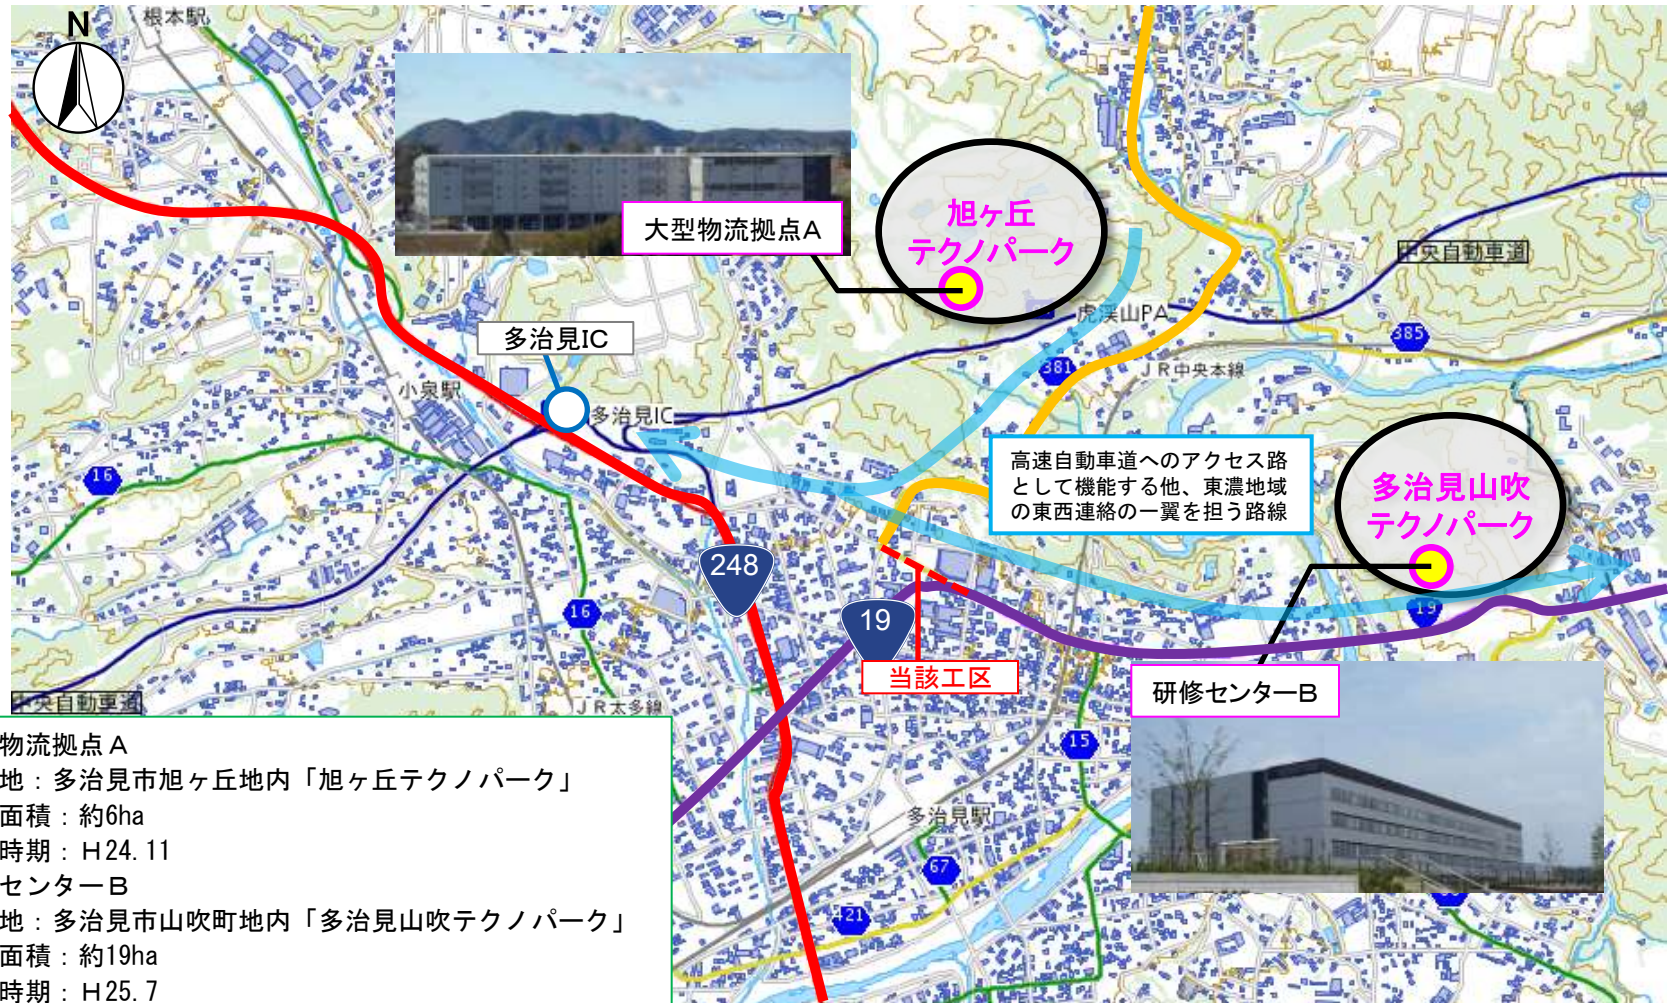 N
根本駅
大型物流拠点A
旭ヶ丘
テクノパーク
中央自動車道
虎渓山PA
385
多治見IC
381
JR中央本線
小泉駅
多治見IC
16
高速自動車道へのアクセス路
として機能する他、東濃地域
の東西連絡の一翼を担う路線
多治見山吹
テクノパーク
248
16
19
19
当該工区
研修センターB
中央自動車道
JR太多線
15
物流拠点A
地：多治見市旭ヶ丘地内「旭ヶ丘テクノパーク」
面積：約6ha
時期：H24.11
センターB
地：多治見市山吹町地内「多治見山吹テクノパーク」
面積：約19ha
時期：H25.7
多治見駅
67
421